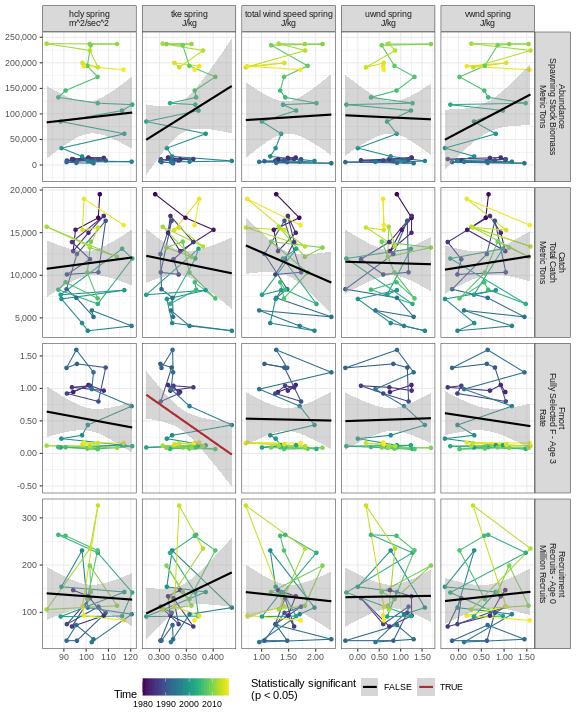 hcly spring
m^2/sec^2
tke spring
J/kg
total wind speed spring
J/kg
uwnd spring
J/kg
vwnd spring
J/kg
250,000
200,000
150,000
100,000
50,000
0
Abundance
Spawning Stock Biomass
Metric Tons
20,000
15,000
10,000
5,000
Catch
Total Catch
Metric Tons
1.50
1.00
0.50
0.00
-0.50
Fmort
Fully Selected F - Age 3
Rate
300
200
100
Recruitment
Recruits - Age 0
Million Recruits
90 100 110 120
0.300 0.350 0.400
1.00 1.50 2.00
0.00 0.50 1.00 1.50
0.00 0.50 1.00 1.50
Time
1980 1990 2000 2010
Statistically significant
(p < 0.05)
FALSE
TRUE